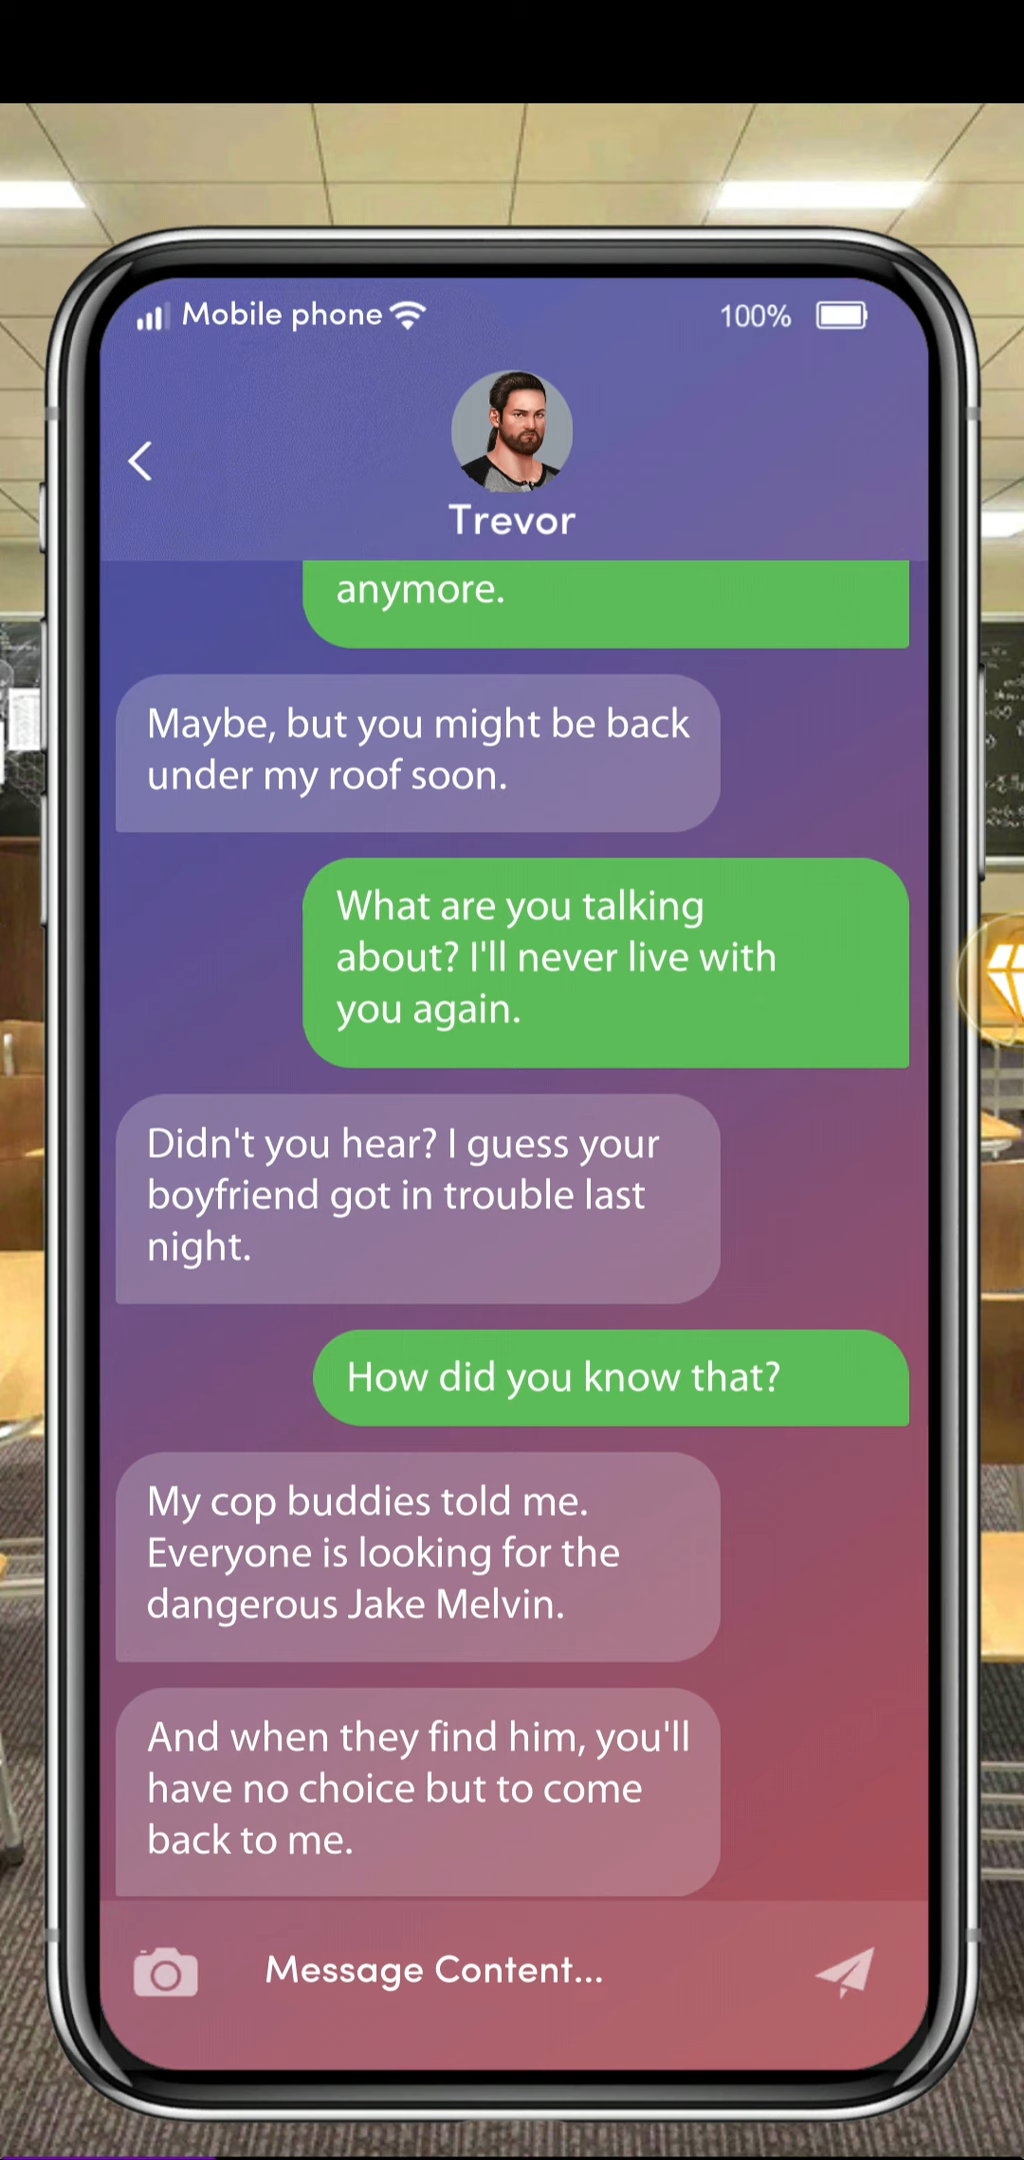 Mobile phone
100%
Trevor
anymore.
Maybe, but you might be back
under my roof soon.
What are you talking
about? I'll never live with
you again.
Didn't you hear? I guess your
boyfriend got in trouble last
night.
How did you know that?
My cop buddies told me.
Everyone is looking for the
dangerous Jake Melvin.
And when they find him, you'll
have no choice but to come
back to me.
Message Content...